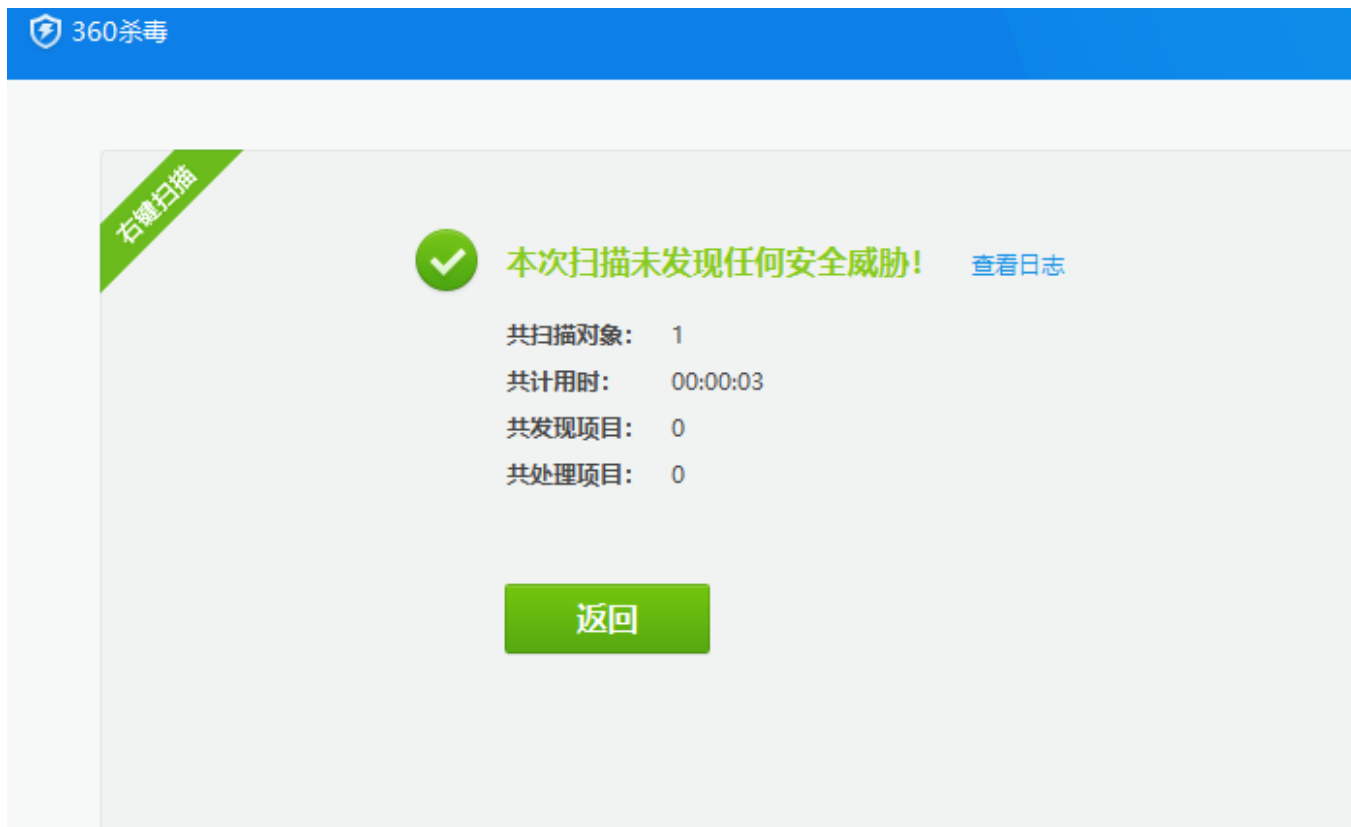 360杀毒
右键扫描
本次扫描未发现任何安全威胁! 查看日志
共扫描对象: 1
共计用时: 00:00:03
共发现项目: 0
共处理项目: 0
返回